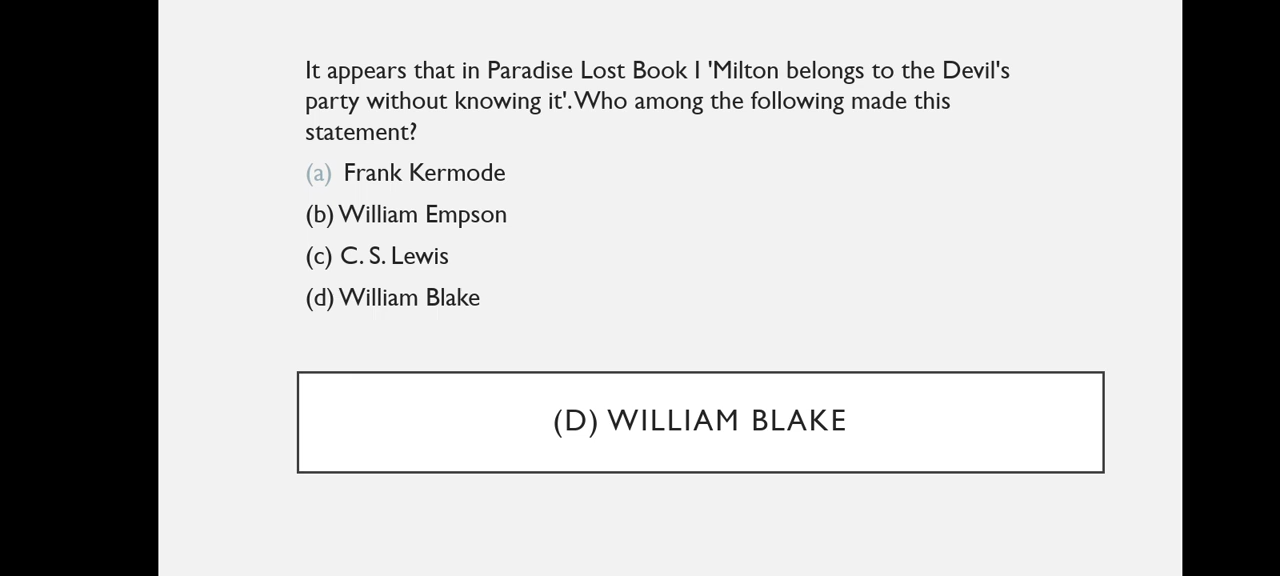 It appears that in Paradise Lost Book I 'Milton belongs to the Devil's
party without knowing it'. Who among the following made this
statement?
(a) Frank Kermode
(b) William Empson
(c) C. S. Lewis
(d) William Blake
(D) WILLIAM BLAKE